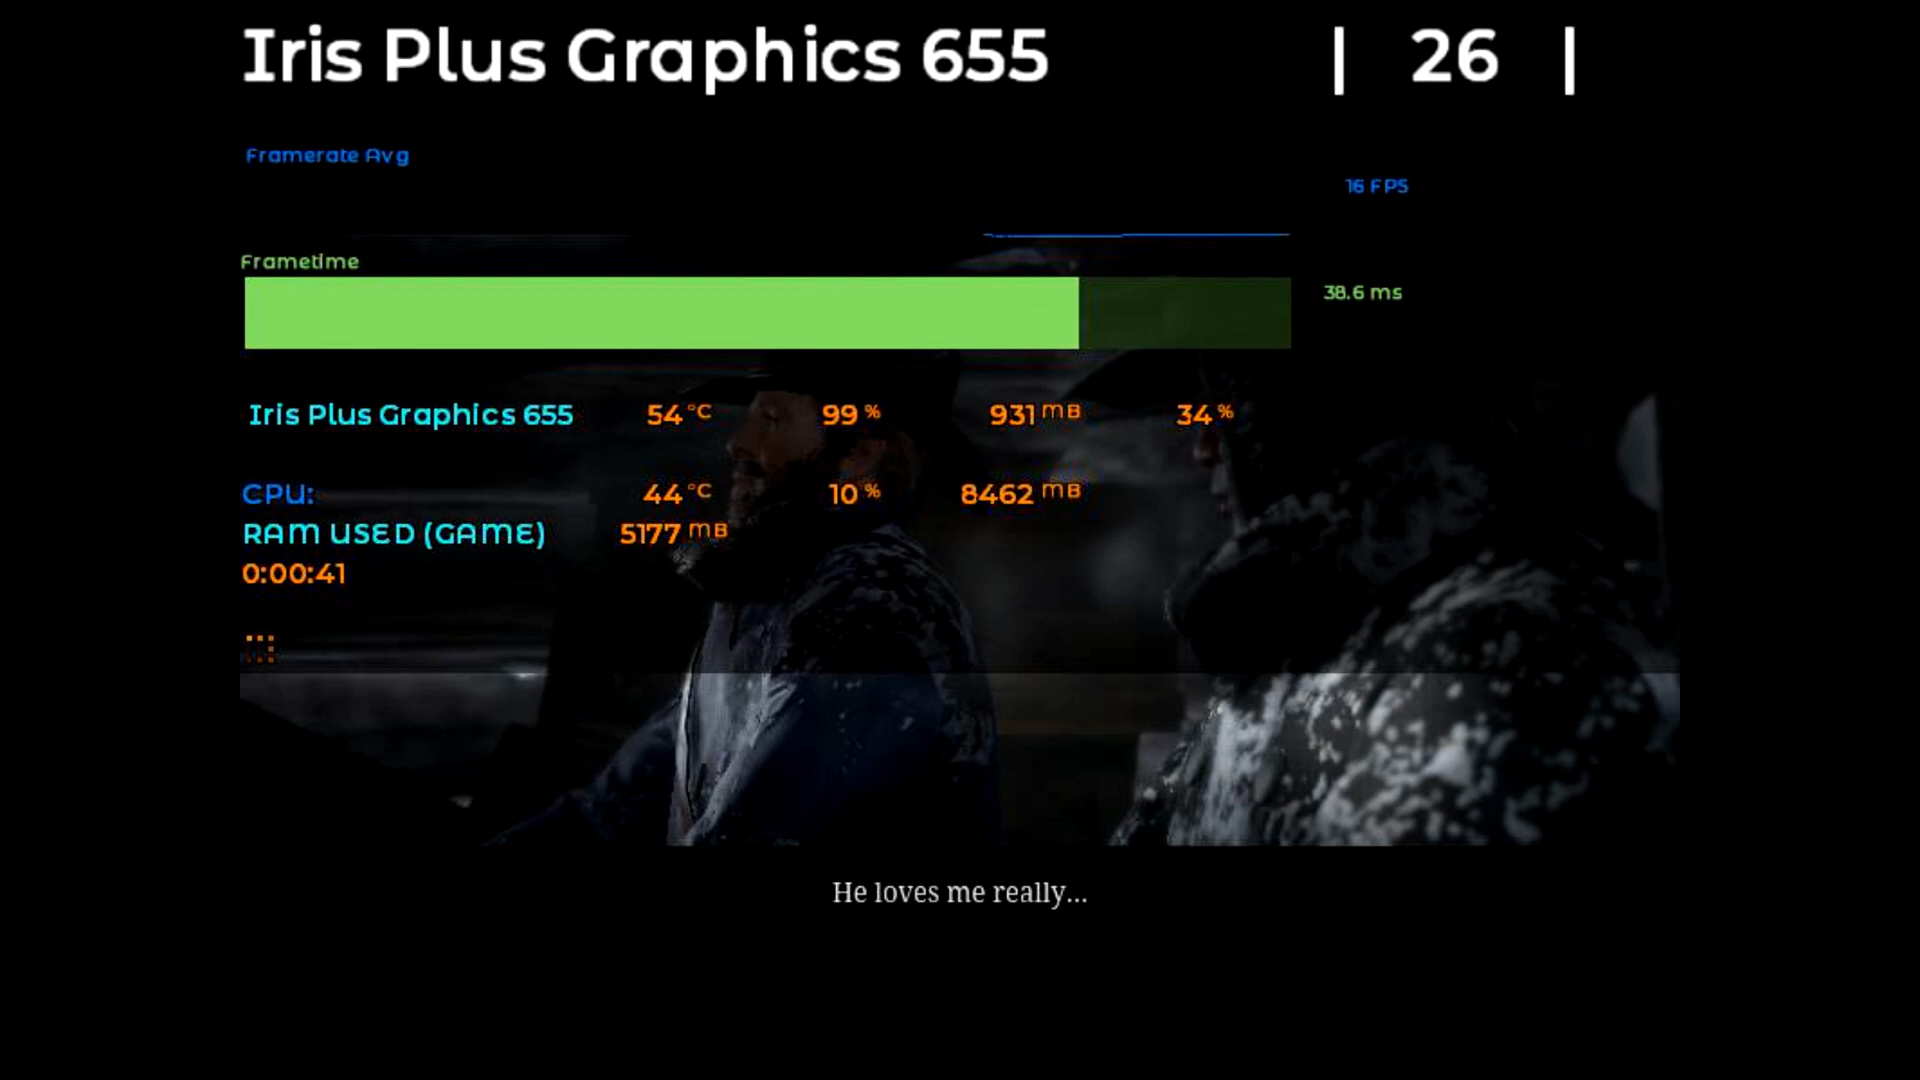 Iris Plus Graphics 655 | 26 |
Framerate Avg
16 FPS
Frametime
38.6 ms
Iris Plus Graphics 655 54 °C 99 % 931 MB 34 %
CPU: 44 °C 10 % 8462 MB
RAM USED (GAME) 5177 MB
0:00:41
He loves me really...